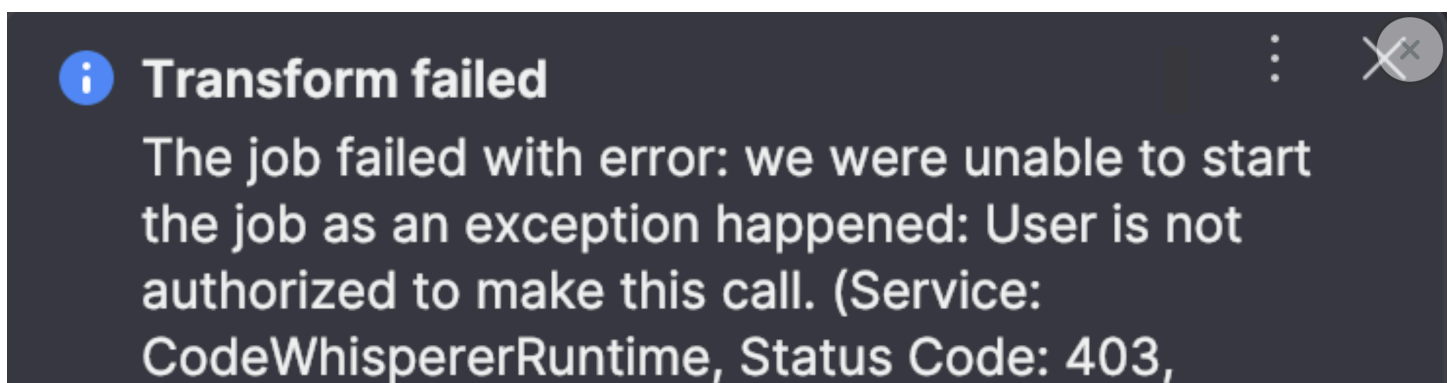 Transform failed
The job failed with error: we were unable to start
the job as an exception happened: User is not
authorized to make this call. (Service:
CodeWhispererRuntime, Status Code: 403,